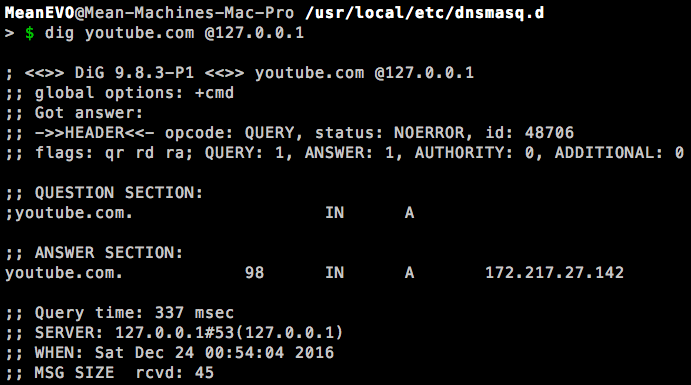 MeanEVO@Mean-Machines-Mac-Pro /usr/local/etc/dnsmasq.d
> $ dig youtube.com @127.0.0.1
; <<>> DiG 9.8.3-P1 <<>> youtube.com @127.0.0.1
;; global options: +cmd
;; Got answer:
;; ->>HEADER<<- opcode: QUERY, status: NOERROR, id: 48706
;; flags: qr rd ra; QUERY: 1, ANSWER: 1, AUTHORITY: 0, ADDITIONAL: 0
;; QUESTION SECTION:
;youtube.com. IN A
;; ANSWER SECTION:
youtube.com. 98 IN A 172.217.27.142
;; Query time: 337 msec
;; SERVER: 127.0.0.1#53(127.0.0.1)
;; WHEN: Sat Dec 24 00:54:04 2016
;; MSG SIZE rcvd: 45